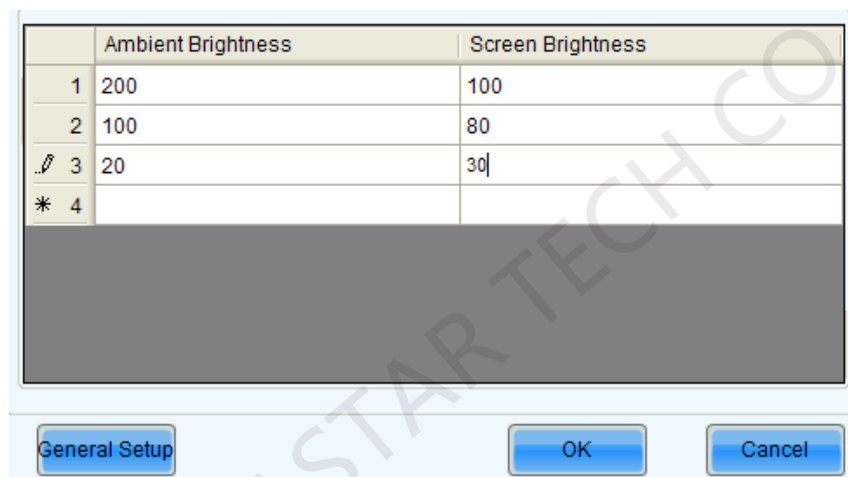 Ambient Brightness Screen Brightness
1 200 100
2 100 80
3 20 30
* 4
General Setup OK Cancel
STAR TECH CO